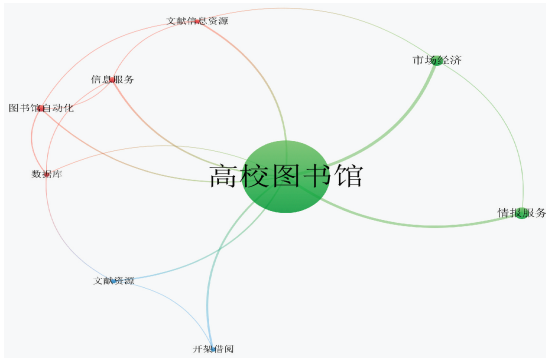 文献信息资源
市场经济
信息服务
图书馆自动化
数据库
高校图书馆
情报服务
文献资源
开架借阅